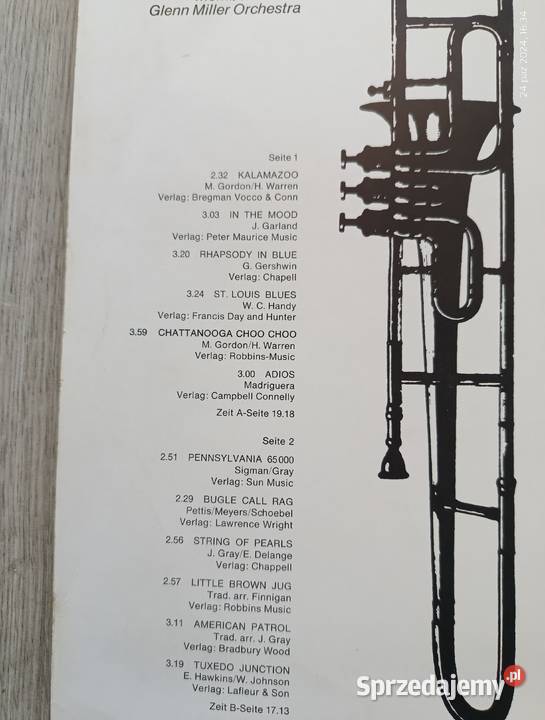 Glenn Miller Orchestra
Seite 1
2.32 KALAMAZOO
M. Gordon/H. Warren
Verlag: Bregman Vocco & Conn
3.03 IN THE MOOD
J. Garland
Verlag: Peter Maurice Music
3.20 RHAPSODY IN BLUE
G. Gershwin
Verlag: Chapell
3.24 ST. LOUIS BLUES
W. C. Handy
Verlag: Francis Day and Hunter
3.59 CHATTANOOGA CHOO CHOO
M. Gordon/H. Warren
Verlag: Robbins-Music
3.00 ADIOS
Madriguera
Verlag: Campbell Connelly
Zeit A-Seite 19.18
Seite 2
2.51 PENNSYLVANIA 65000
Sigman/Gray
Verlag: Sun Music
2.29 BUGLE CALL RAG
Pettis/Meyers/Schoebel
Verlag: Lawrence Wright
2.56 STRING OF PEARLS
J. Gray/E. Delange
Verlag: Chappell
2.57 LITTLE BROWN JUG
Trad. arr. Finnigan
Verlag: Robbins Music
3.11 AMERICAN PATROL
Trad. arr. J. Gray
Verlag: Bradbury Wood
3.19 TUXEDO JUNCTION
E. Hawkins/W. Johnson
Verlag: Lafleur & Son
Zeit B-Seite 17.13
24 paź 2024, 16:34
Sprzedajemy.pl